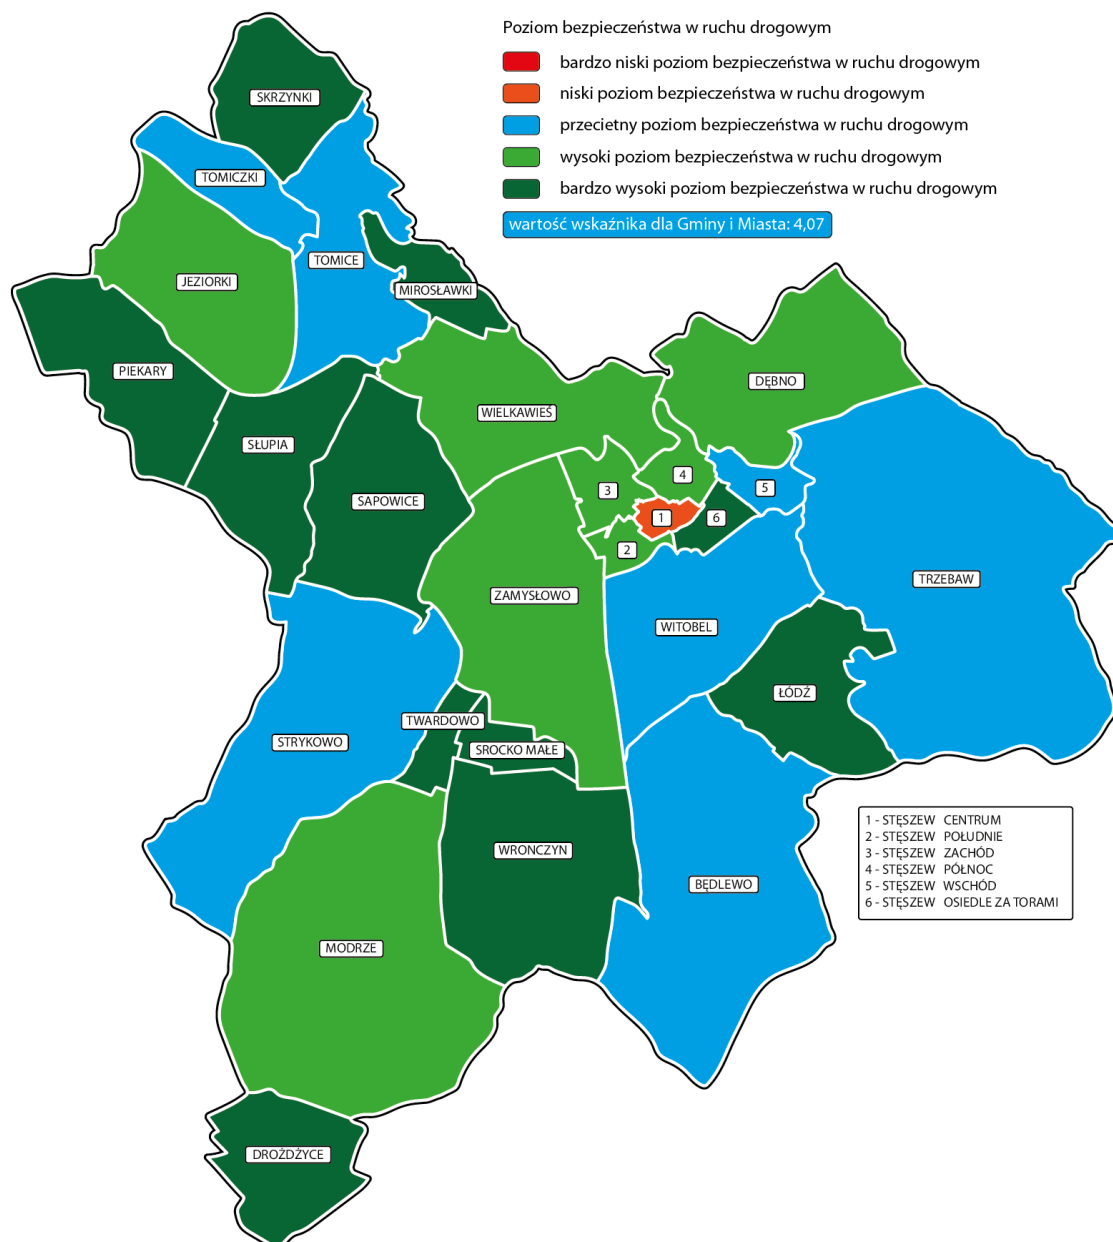 Poziom bezpieczeństwa w ruchu drogowym
bardzo niski poziom bezpieczeństwa w ruchu drogowym
niski poziom bezpieczeństwa w ruchu drogowym
przecietny poziom bezpieczeństwa w ruchu drogowym
wysoki poziom bezpieczeństwa w ruchu drogowym
bardzo wysoki poziom bezpieczeństwa w ruchu drogowym
wartość wskaźnika dla Gminy i Miasta: 4,07
SKRZYNKI
TOMICZKI
TOMICE
JEZIORKI
MIROSŁAWKI
PIEKARY
DĘBNO
WIELKAWIEŚ
SŁUPIA
SAPOWICE
4
3
5
1
6
2
TRZEBAW
ZAMYSŁOWO
WITOBEL
ŁÓDŹ
TWARDOWO
STRYKOWO
SROCKO MAŁE
WRONCZYN
BĘDLEWO
1 - STĘSZEW CENTRUM
2 - STĘSZEW POŁUDNIE
3 - STĘSZEW ZACHÓD
4 - STĘSZEW PÓŁNOC
5 - STĘSZEW WSCHÓD
6 - STĘSZEW OSIEDLE ZA TORAMI
MODRZE
DROŻDŻYCE